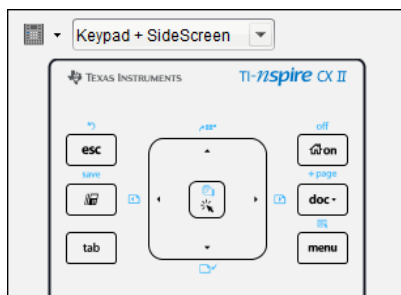 Keypad + SideScreen
TEXAS INSTRUMENTS TI-nspire CX II
off
esc on
save + page
doc
tab menu